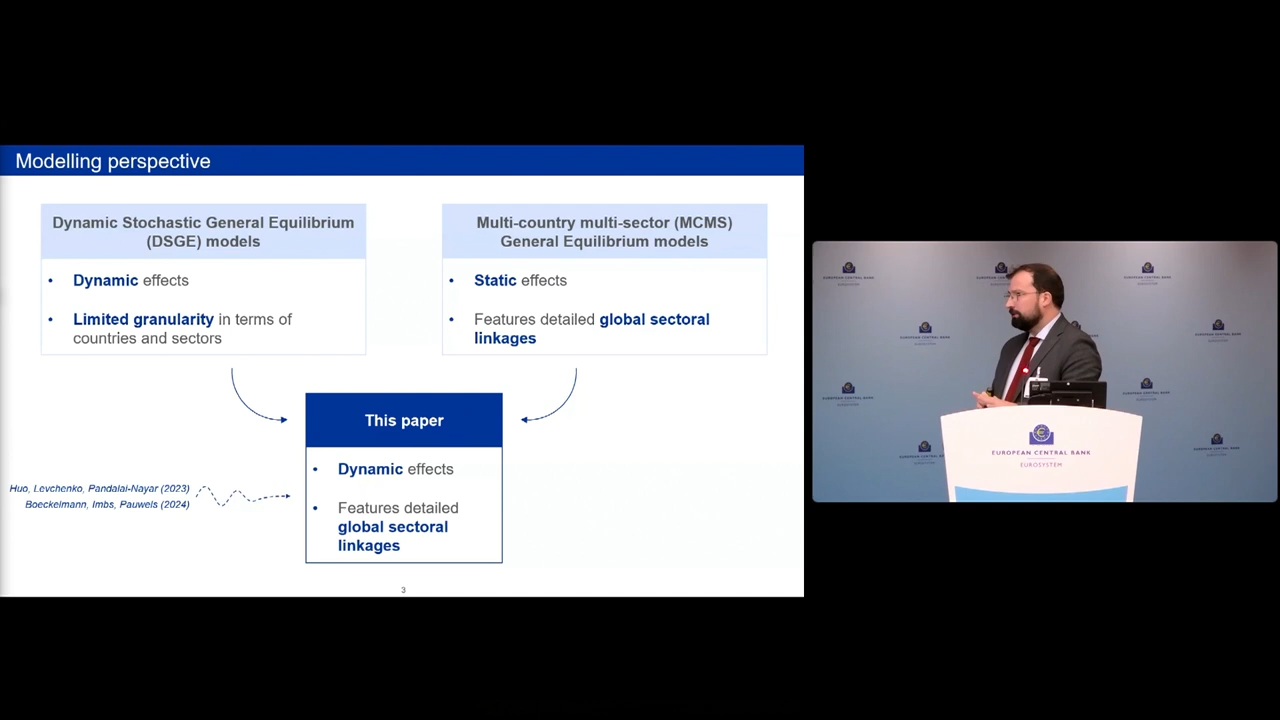 Modelling perspective
Dynamic Stochastic General Equilibrium
(DSGE) models
• Dynamic effects
• Limited granularity in terms of
countries and sectors
Multi-country multi-sector (MCMS)
General Equilibrium models
• Static effects
• Features detailed global sectoral
linkages
This paper
• Dynamic effects
• Features detailed
global sectoral
linkages
Huo, Levchenko, Pandalai-Nayar (2023)
Boeckelmann, Imbs, Pauwels (2024)
3
EUROPEAN CENTRAL BANK
EUROSYSTEM